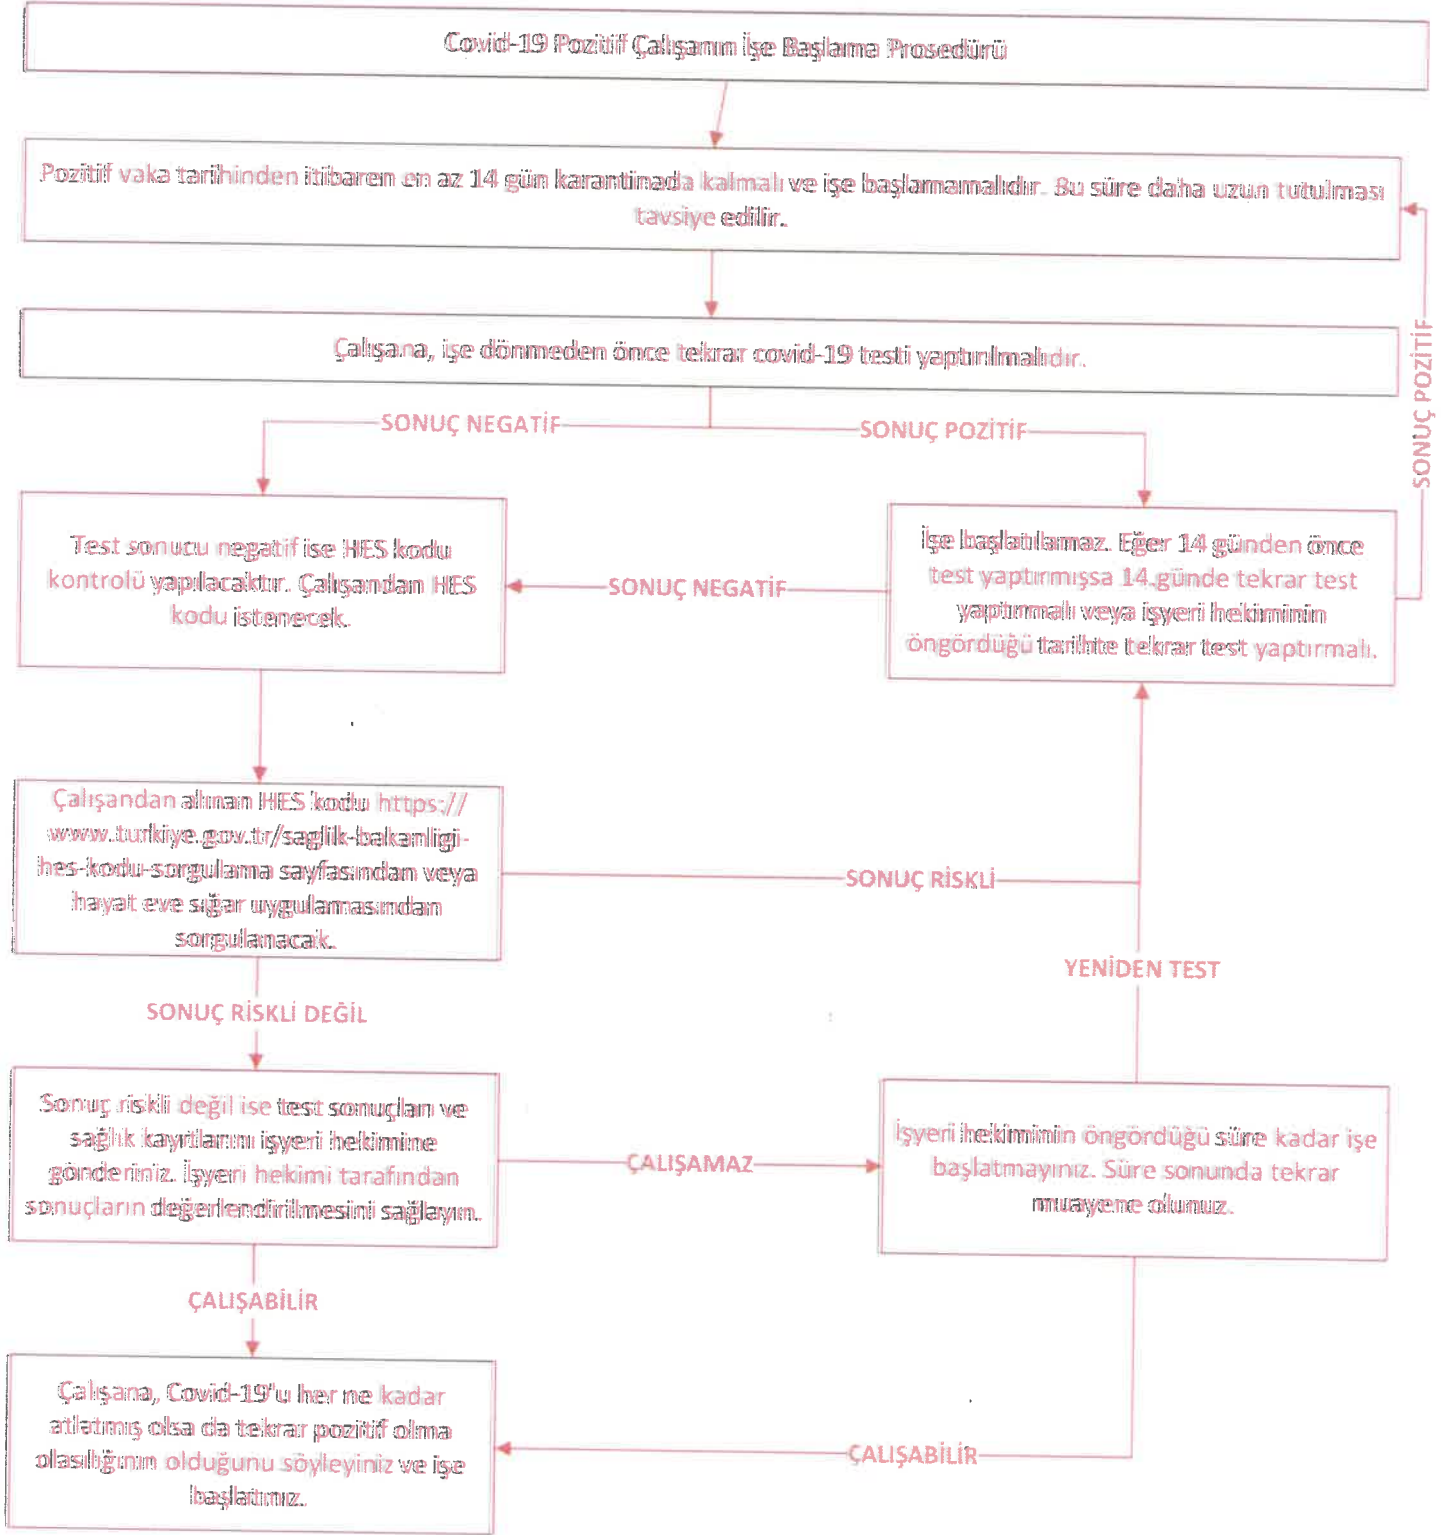 Covid-19 Pozitif Çalışanın İşe Başlama Prosedürü
Pozitif vaka tarihinden itibaren en az 14 gün karantinada kalmalı ve işe başlamamalıdır. Bu süre daha uzun tutulması
tavsiye edilir.
Çalışana, işe dönmeden önce tekrar covid-19 testi yaptırılmalıdır.
SONUÇ NEGATİF
SONUÇ POZİTİF
SONUÇ POZİTİF
Test sonucu negatif ise HES kodu
kontrolü yapılacaktır. Çalışandan HES
kodu istenecek.
SONUÇ NEGATİF
İşe başlatılamaz. Eğer 14 günden önce
test yaptırmışsa 14.günde tekrar test
yaptırmalı veya işyeri hekiminin
öngördüğü tarihte tekrar test yaptırmalı.
Çalışandan alınan HES kodu https://
www.turkiye.gov.tr/saglik-bakanligi-
hes-kodu-sorgulama sayfasından veya
hayat eve sığar uygulamasından
sorgulanacak.
SONUÇ RİSKLİ
YENİDEN TEST
SONUÇ RİSKLİ DEĞİL
Sonuç riskli değil ise test sonuçları ve
sağlık kayıtlarını işyeri hekimine
gönderiniz. İşyeri hekimi tarafından
sonuçların değerlendirilmesini sağlayın.
ÇALIŞAMAZ
İşyeri hekiminin öngördüğü süre kadar işe
başlatmayınız. Süre sonunda tekrar
muayene olunuz.
ÇALIŞABİLİR
Çalışana, Covid-19'u her ne kadar
atlatmış olsa da tekrar pozitif olma
olasılığının olduğunu söyleyiniz ve işe
başlatınız.
ÇALIŞABİLİR